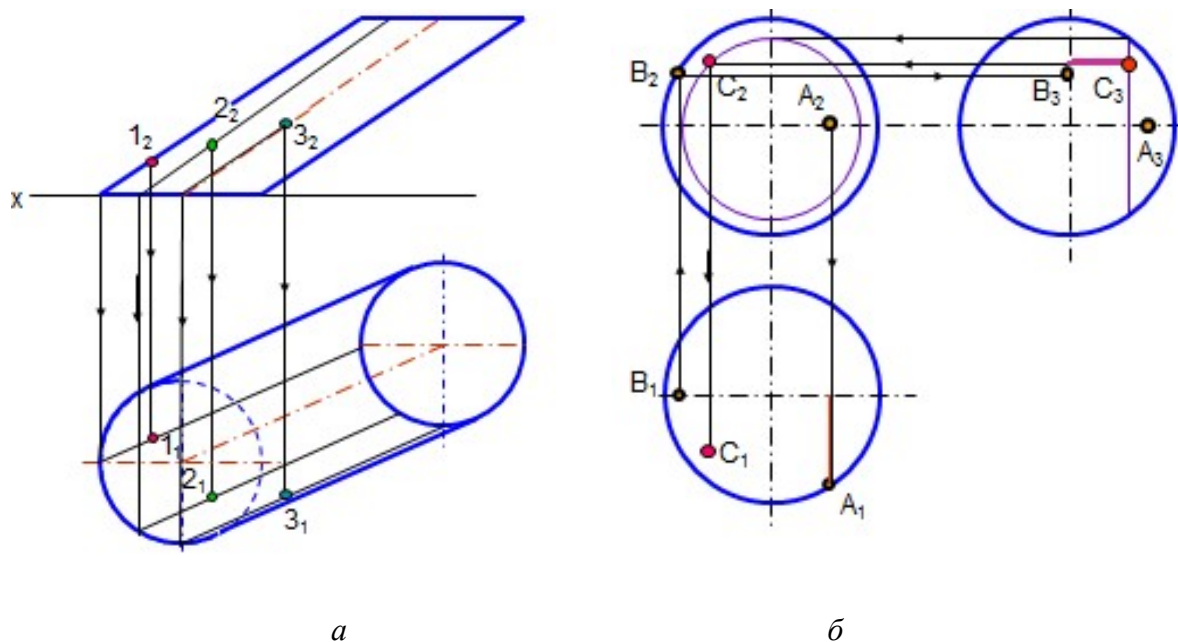 1₂
2₂
3₂
x
1₁
2₁
3₁
B₂
C₂
A₂
B₃
C₃
A₃
B₁
C₁
A₁
а
б